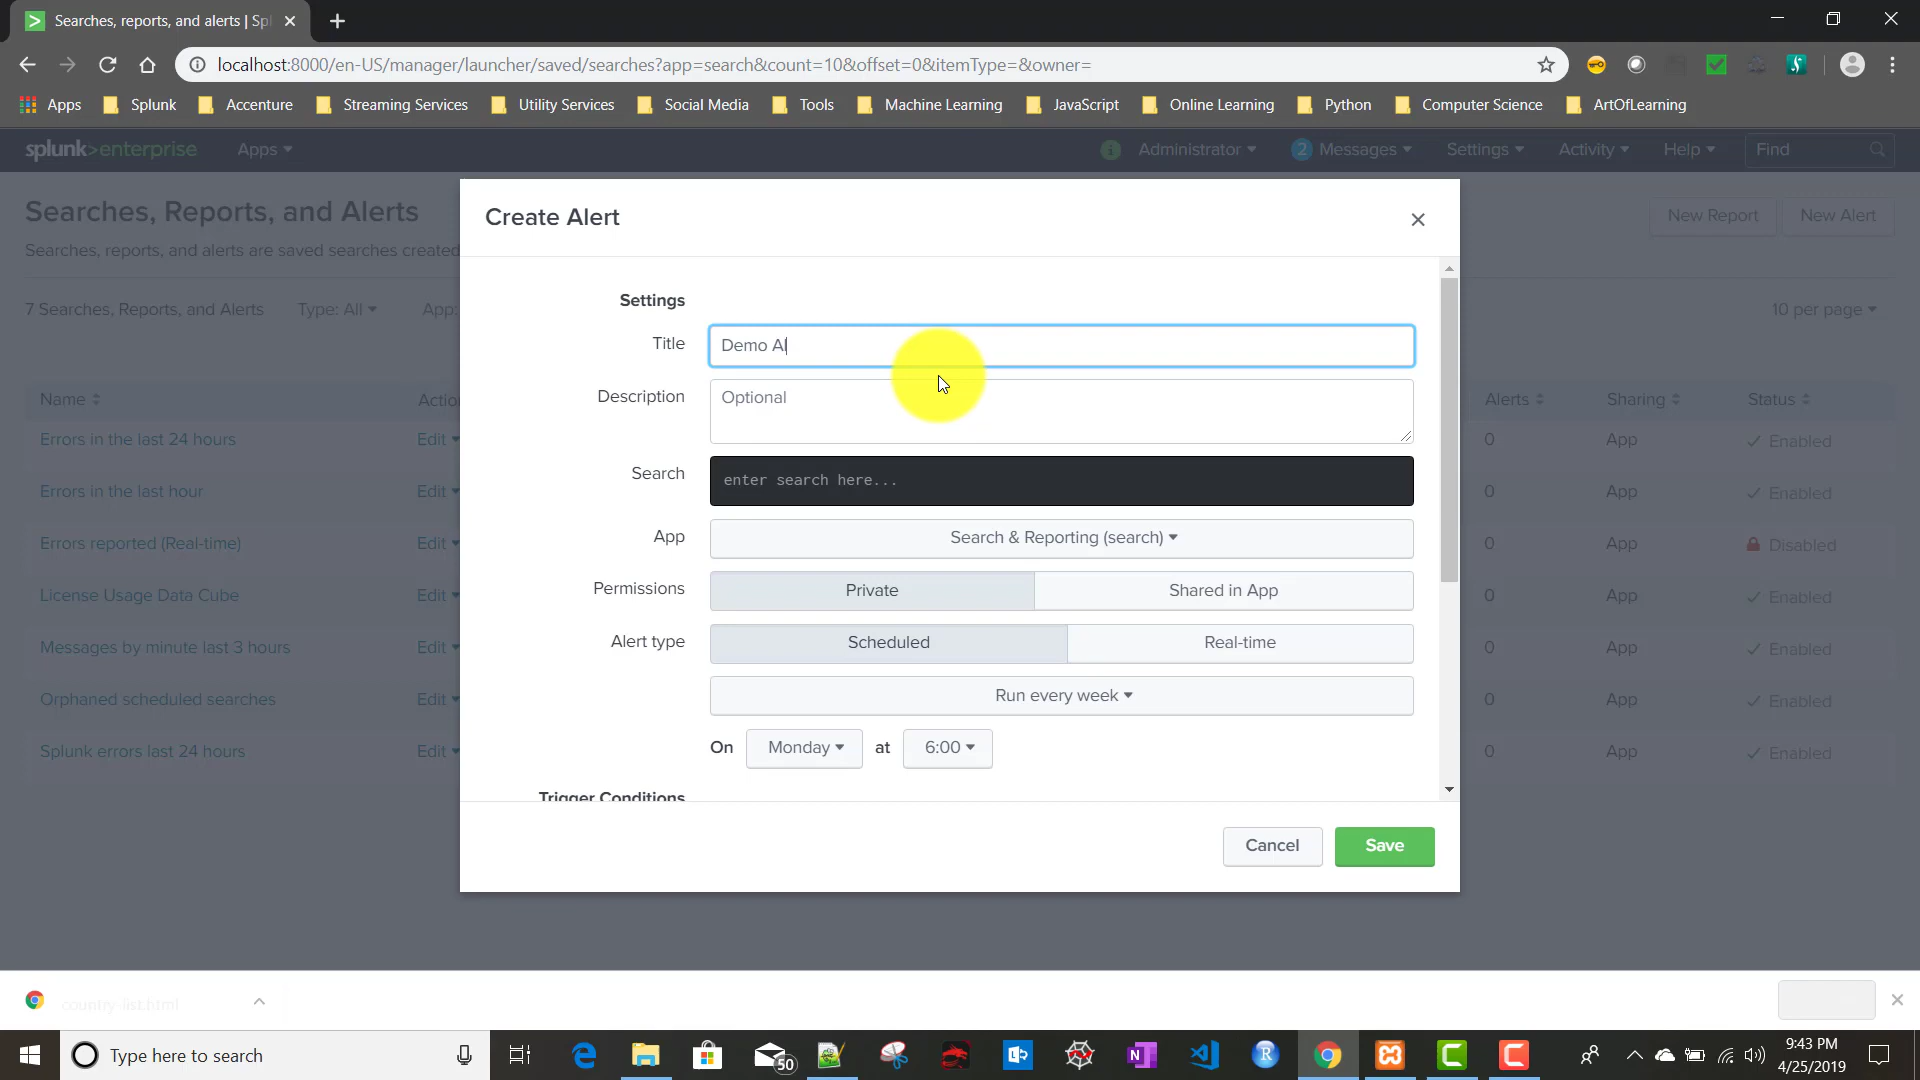 Searches, reports, and alerts | Spl
localhost:8000/en-US/manager/launcher/saved/searches?app=search&count=10&offset=0&itemType=&owner=
Apps Splunk Accenture Streaming Services Utility Services Social Media Tools Machine Learning JavaScript Online Learning Python Computer Science ArtOfLearning
splunk>enterprise Apps Administrator 2 Messages Settings Activity Help Find
Searches, Reports, and Alerts New Report New Alert
Searches, reports, and alerts are saved searches created
7 Searches, Reports, and Alerts Type: All App: 10 per page
Name Actio Alerts Sharing Status
Errors in the last 24 hours Edit 0 App Enabled
Errors in the last hour Edit 0 App Enabled
Errors reported (Real-time) Edit 0 App Disabled
License Usage Data Cube Edit 0 App Enabled
Messages by minute last 3 hours Edit 0 App Enabled
Orphaned scheduled searches Edit 0 App Enabled
Splunk errors last 24 hours Edit 0 App Enabled
Create Alert
Settings
Title Demo Al
Description Optional
Search enter search here...
App Search & Reporting (search)
Permissions Private Shared in App
Alert type Scheduled Real-time
Run every week
On Monday at 6:00
Trigger Conditions
Cancel Save
country-list.html
Type here to search 50 9:43 PM
4/25/2019